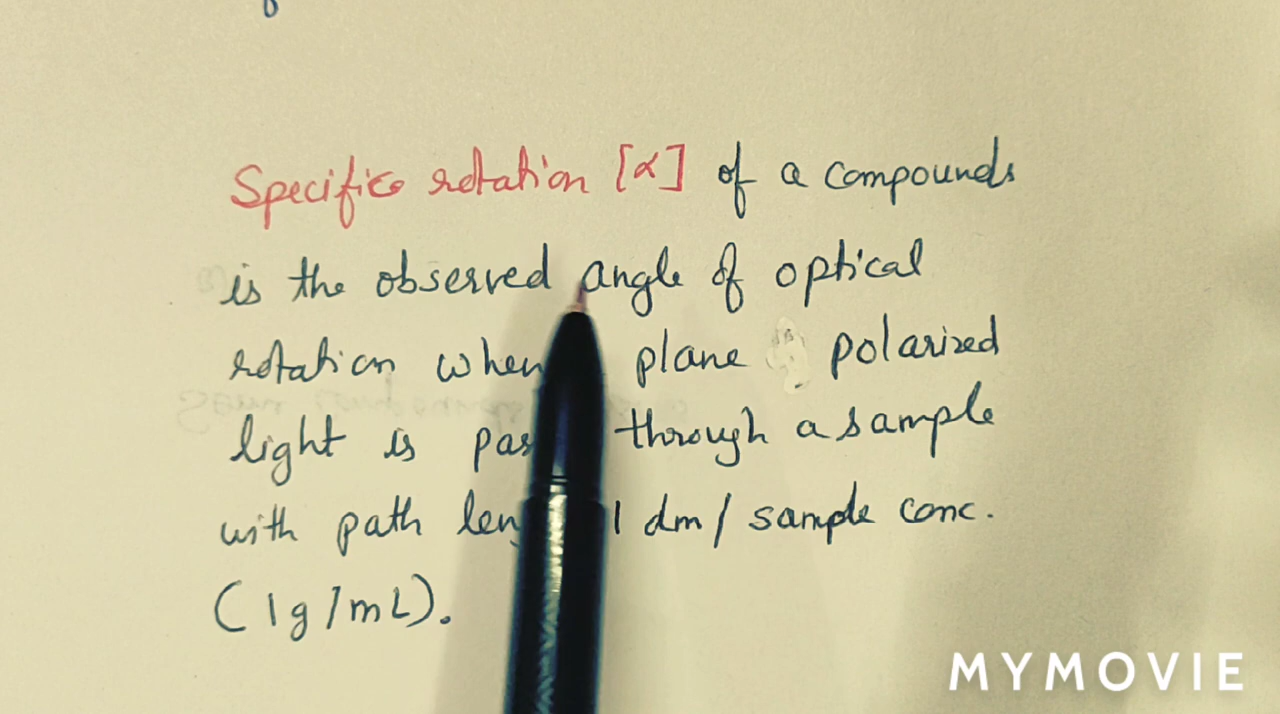 Specific rotation [α] of a compounds
is the observed angle of optical
rotation when plane polarized
light is through a sample
with path 1 dm / sample conc.
(1g/mL).
MYMOVIE